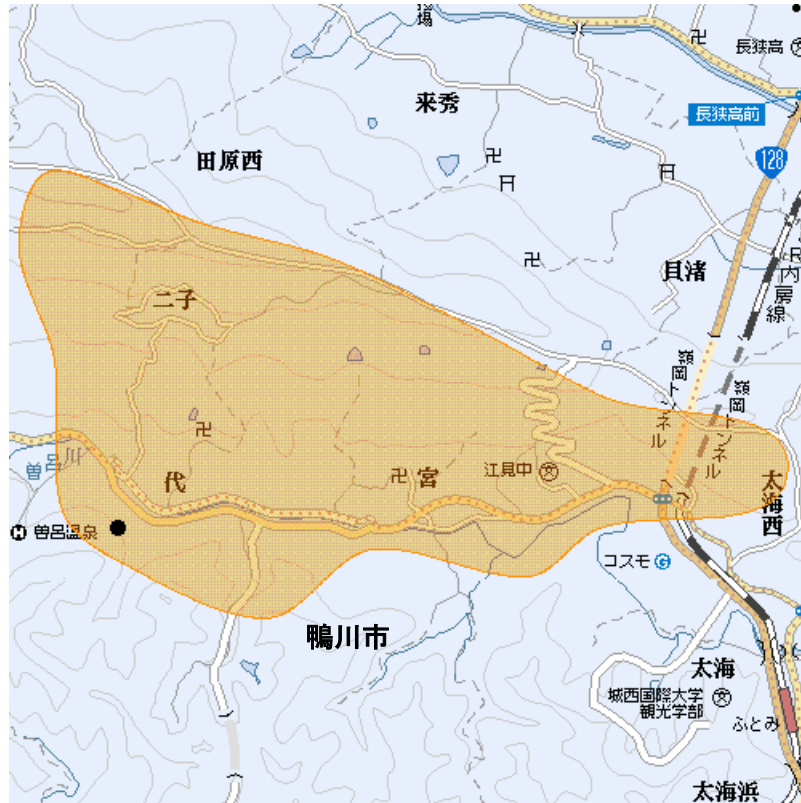 長狭高
来秀
長狭高前
田原西
128
貝渚
JR内房線
二子
嶺岡トンネル
嶺岡トンネル
曽呂川
代
宮
江見中
太海西
曽呂温泉
コスモ
G
鴨川市
太海
城西国際大学
観光学部
ふとみ
太海浜